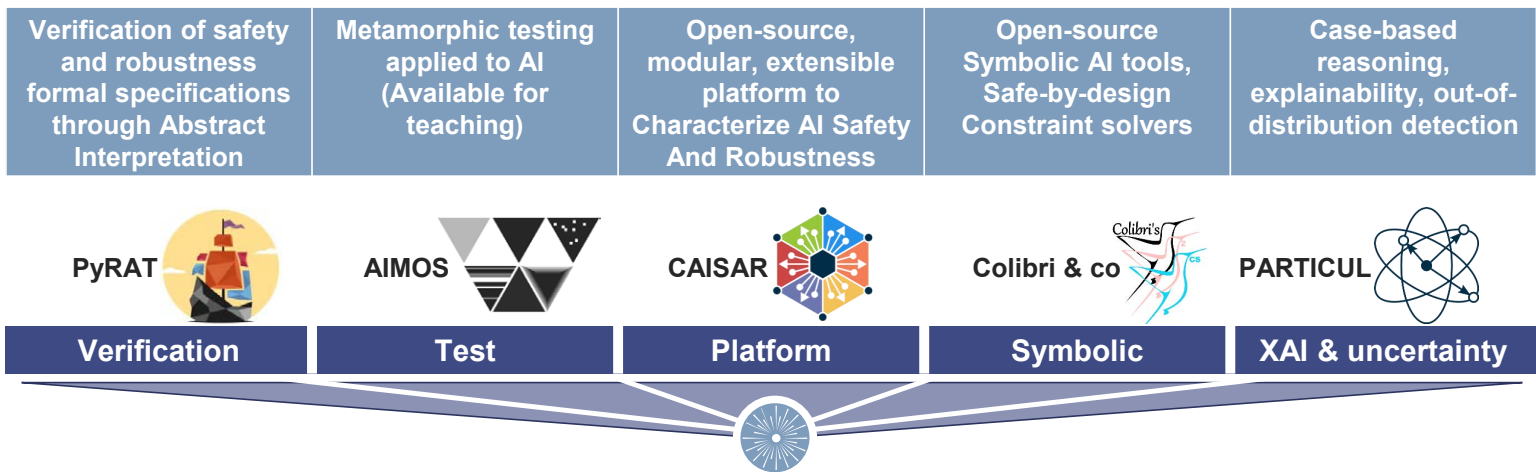 Verification of safety
and robustness
formal specifications
through Abstract
Interpretation
Metamorphic testing
applied to AI
(Available for
teaching)
Open-source,
modular, extensible
platform to
Characterize AI Safety
And Robustness
Open-source
Symbolic AI tools,
Safe-by-design
Constraint solvers
Case-based
reasoning,
explainability, out-of-
distribution detection
PyRAT
AIMOS
CAISAR
Colibri & co
Colibri's
2
cs
PARTICUL
Verification
Test
Platform
Symbolic
XAI & uncertainty